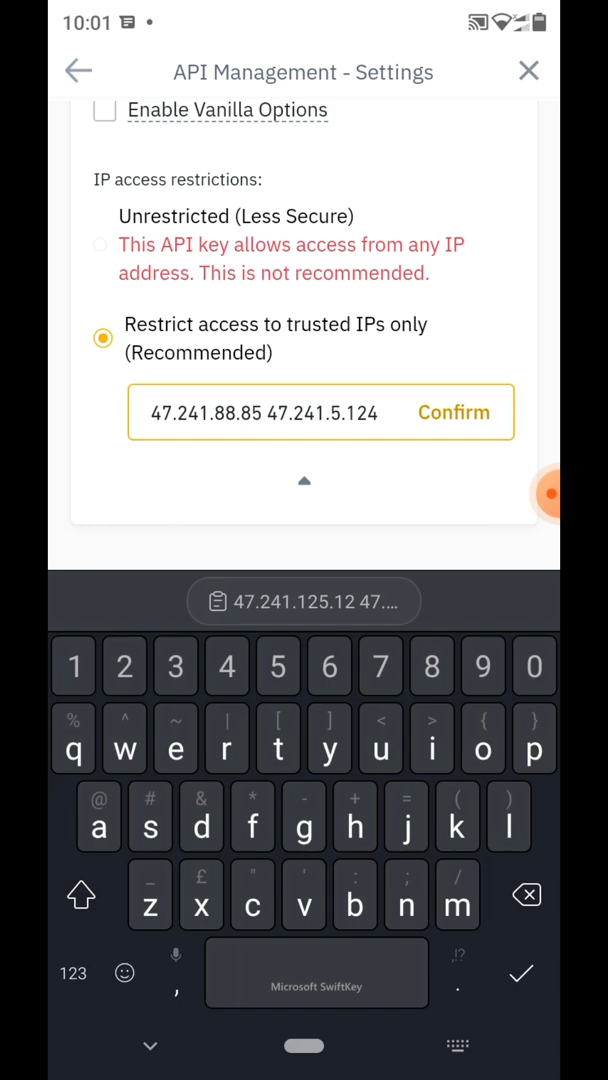 10:01
API Management - Settings
Enable Vanilla Options
IP access restrictions:
Unrestricted (Less Secure)
This API key allows access from any IP
address. This is not recommended.
Restrict access to trusted IPs only
(Recommended)
47.241.88.85 47.241.5.124 Confirm
47.241.125.12 47....
1 2 3 4 5 6 7 8 9 0
% ^ ~ | [ ] < > { }
q w e r t y u i o p
@ # & * - + = ( )
a s d f g h j k l
_ £ " ' : ; /
z x c v b n m
,!?
123 , Microsoft SwiftKey .